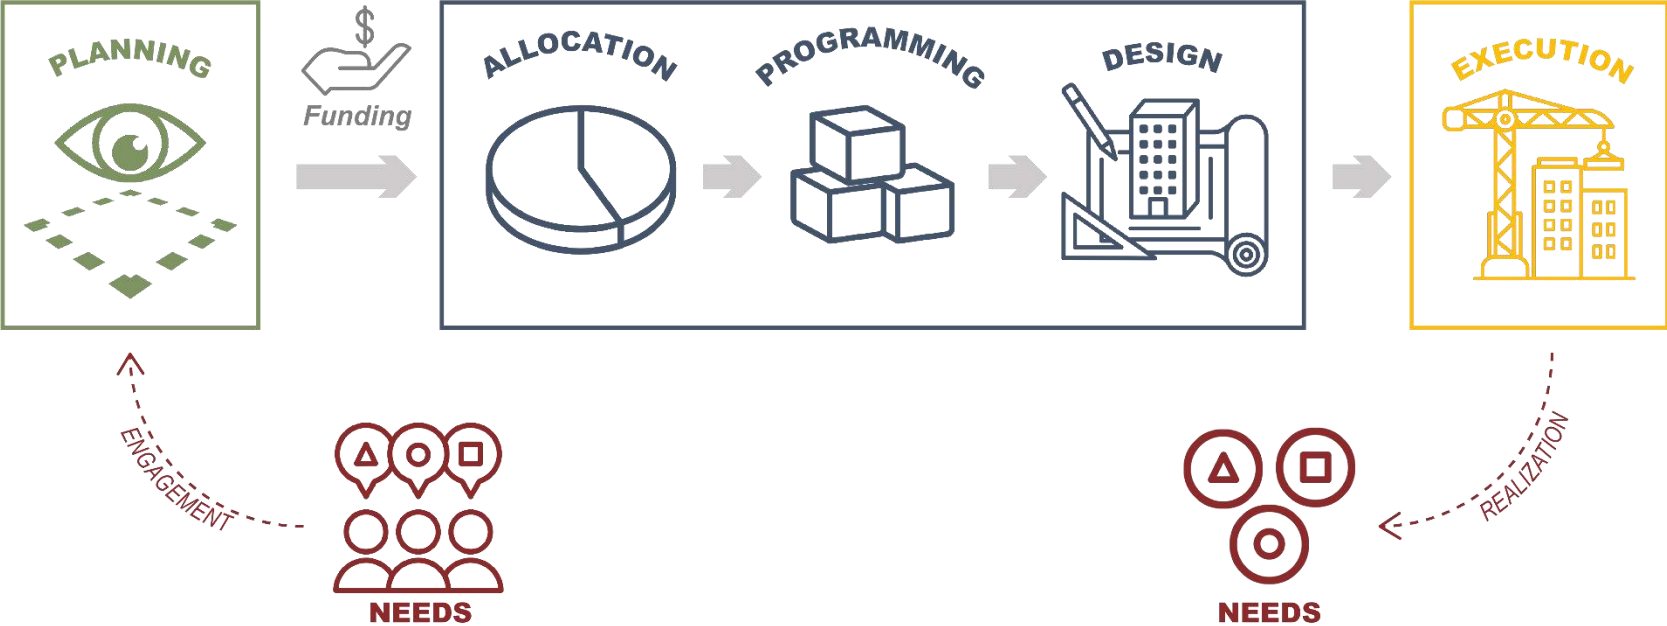 PLANNING
$
Funding
ALLOCATION
PROGRAMMING
DESIGN
EXECUTION
ENGAGEMENT
NEEDS
REALIZATION
NEEDS